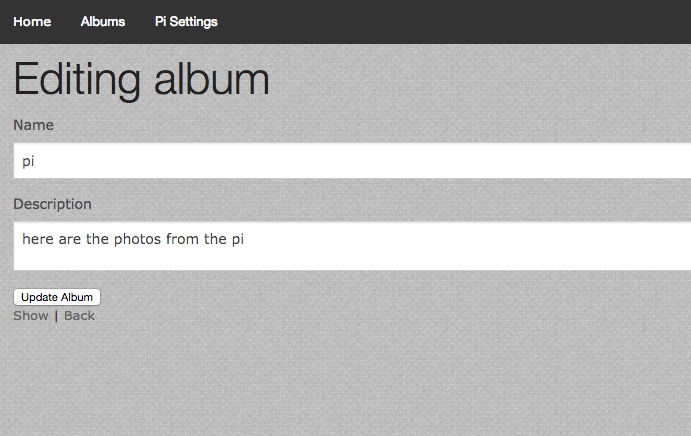 Home Albums Pi Settings
Editing album
Name
pi
Description
here are the photos from the pi
Update Album
Show | Back